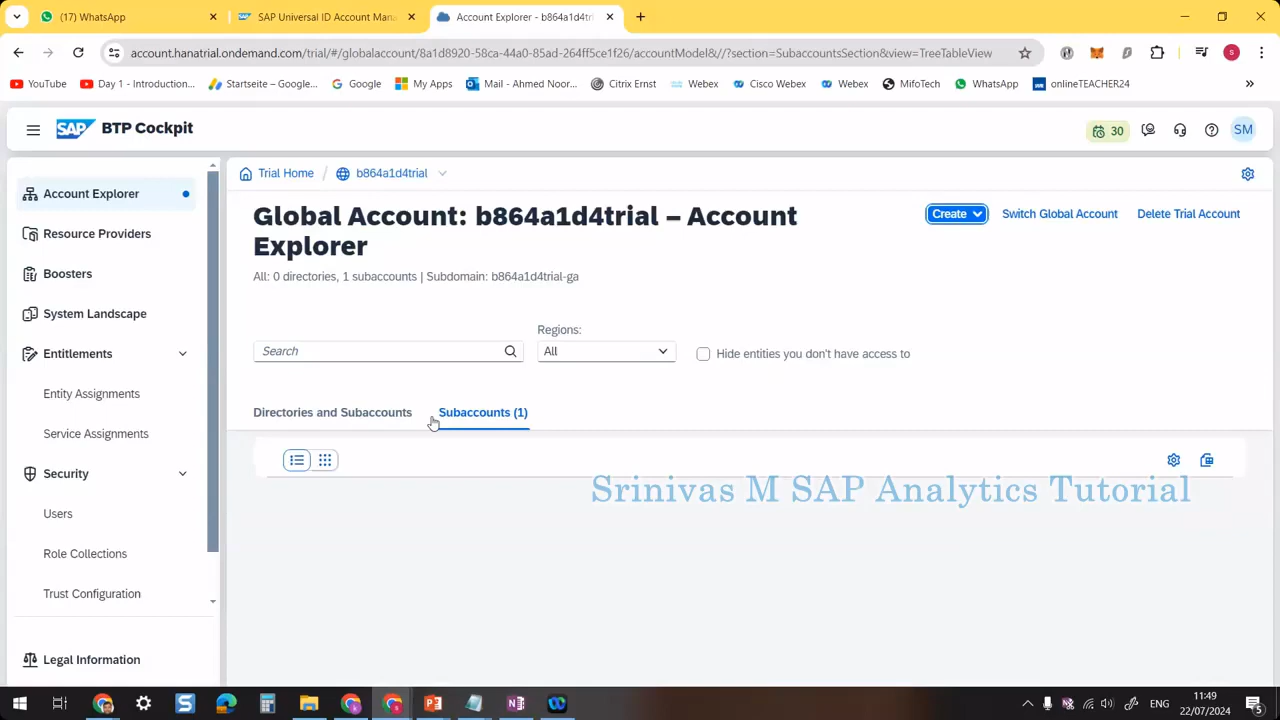 (17) WhatsApp
SAP Universal ID Account Mana
Account Explorer - b864a1d4tri
account.hanatrial.ondemand.com/trial/#/globalaccount/8a1d8920-58ca-44a0-85ad-264ff5ce1f26/accountModel&//?section=SubaccountsSection&view=TreeTableView
S
YouTube
Day 1 - Introduction...
Startseite – Google...
Google
My Apps
Mail - Ahmed Noor...
Citrix Ernst
Webex
Cisco Webex
Webex
MifoTech
WhatsApp
onlineTEACHER24
SAP BTP Cockpit
30
SM
Account Explorer
Resource Providers
Boosters
System Landscape
Entitlements
Entity Assignments
Service Assignments
Security
Users
Role Collections
Trust Configuration
Legal Information
Trial Home / b864a1d4trial
Global Account: b864a1d4trial – Account
Explorer
Create
Switch Global Account
Delete Trial Account
All: 0 directories, 1 subaccounts | Subdomain: b864a1d4trial-ga
Regions:
Search
All
Hide entities you don't have access to
Directories and Subaccounts
Subaccounts (1)
Srinivas M SAP Analytics Tutorial
ENG
11:49
22/07/2024
5